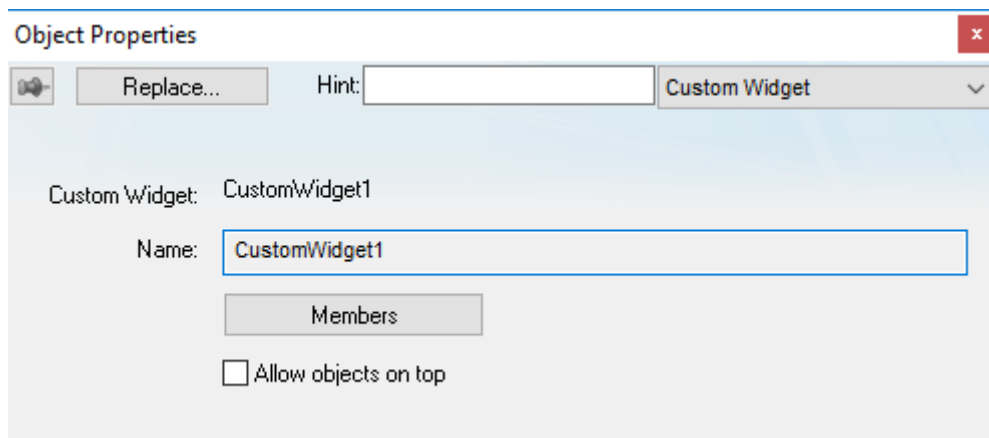 Object Properties x
Replace... Hint: Custom Widget
Custom Widget: CustomWidget1
Name: CustomWidget1
Members
Allow objects on top